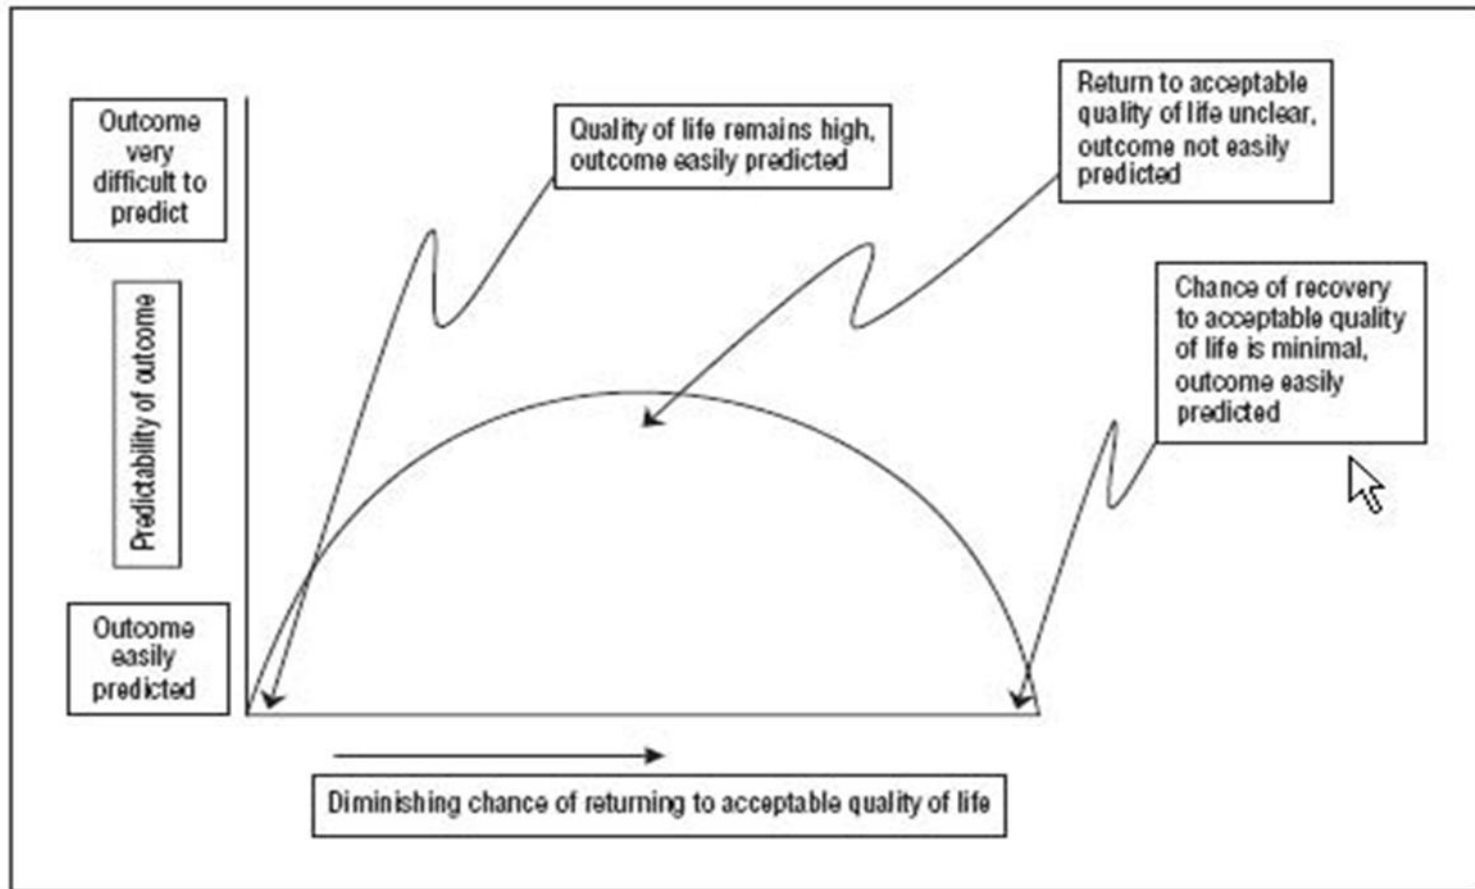 Outcome
very
difficult to
predict
Predictability of outcome
Outcome
easily
predicted
Quality of life remains high,
outcome easily predicted
Return to acceptable
quality of life unclear,
outcome not easily
predicted
Chance of recovery
to acceptable quality
of life is minimal,
outcome easily
predicted
Diminishing chance of returning to acceptable quality of life